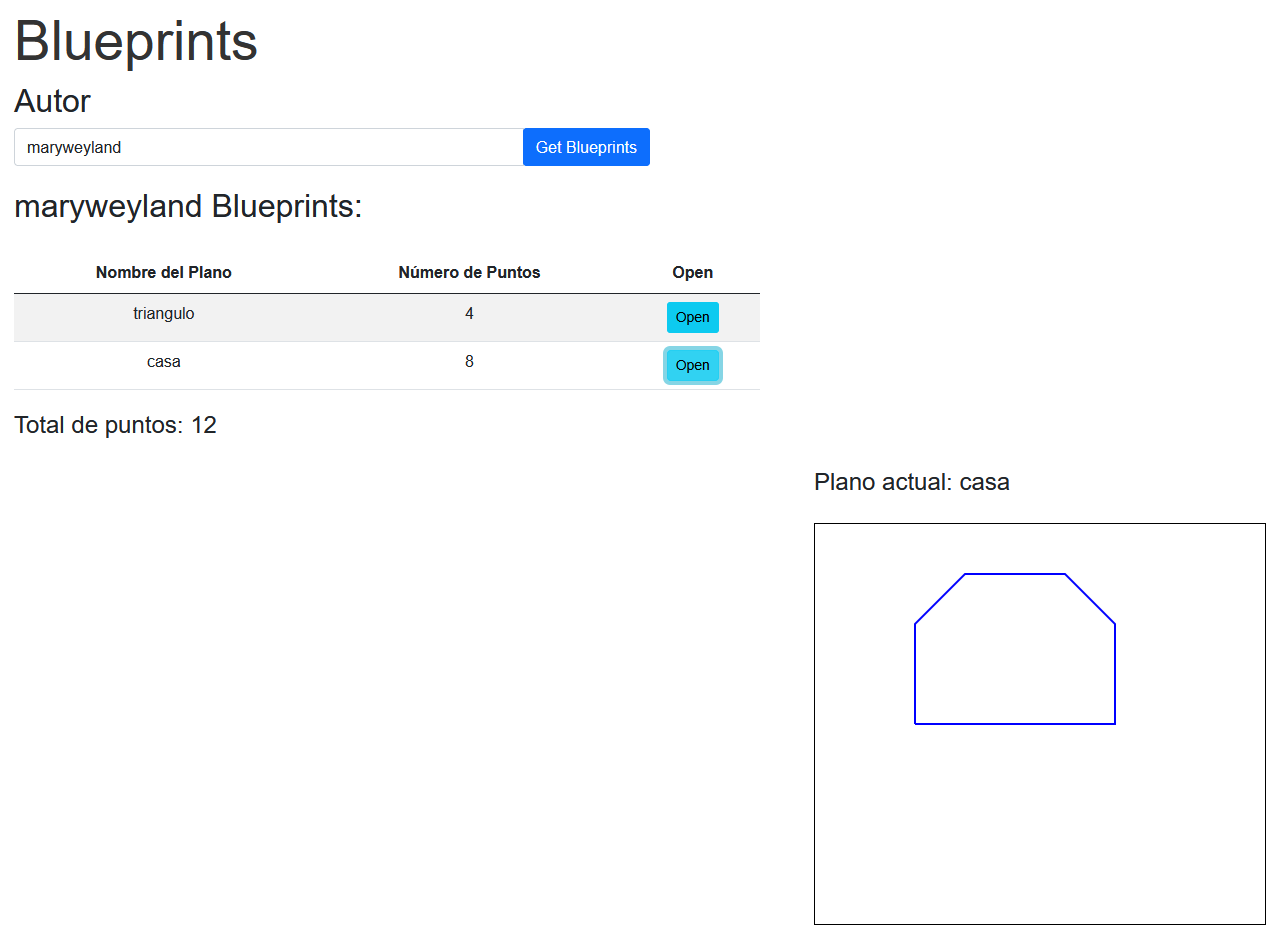 Blueprints
Autor
maryweyland Get Blueprints
maryweyland Blueprints:
Nombre del Plano Número de Puntos Open
triangulo 4 Open
casa 8 Open
Total de puntos: 12
Plano actual: casa